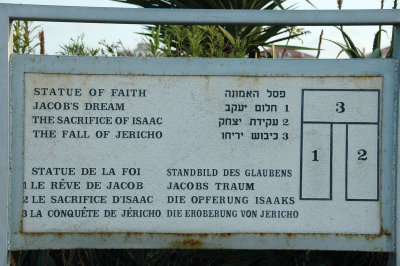 STATUE OF FAITH פסל האמונה
JACOB'S DREAM 1 חלום יעקב
THE SACRIFICE OF ISAAC 2 עקידת יצחק
THE FALL OF JERICHO 3 כיבוש יריחו
3
1 2
STATUE DE LA FOI STANDBILD DES GLAUBENS
1 LE RÊVE DE JACOB JACOBS TRAUM
2 LE SACRIFICE D'ISAAC DIE OPFERUNG ISAAKS
3 LA CONQUÊTE DE JÉRICHO DIE EROBERUNG VON JERICHO